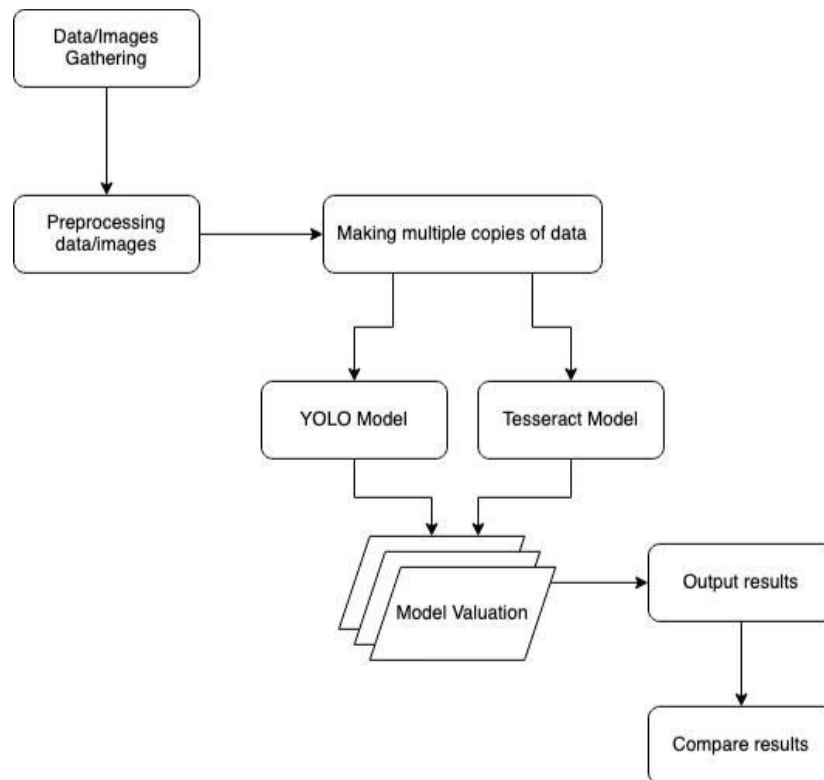 Data/Images
Gathering
Preprocessing
data/images
Making multiple copies of data
YOLO Model
Tesseract Model
Model Valuation
Output results
Compare results